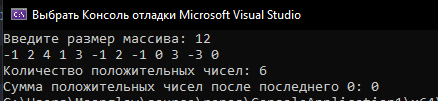 Выбрать Консоль отладки Microsoft Visual Studio
Введите размер массива: 12
-1 2 4 1 3 -1 2 -1 0 3 -3 0
Количество положительных чисел: 6
Сумма положительных чисел после последнего 0: 0